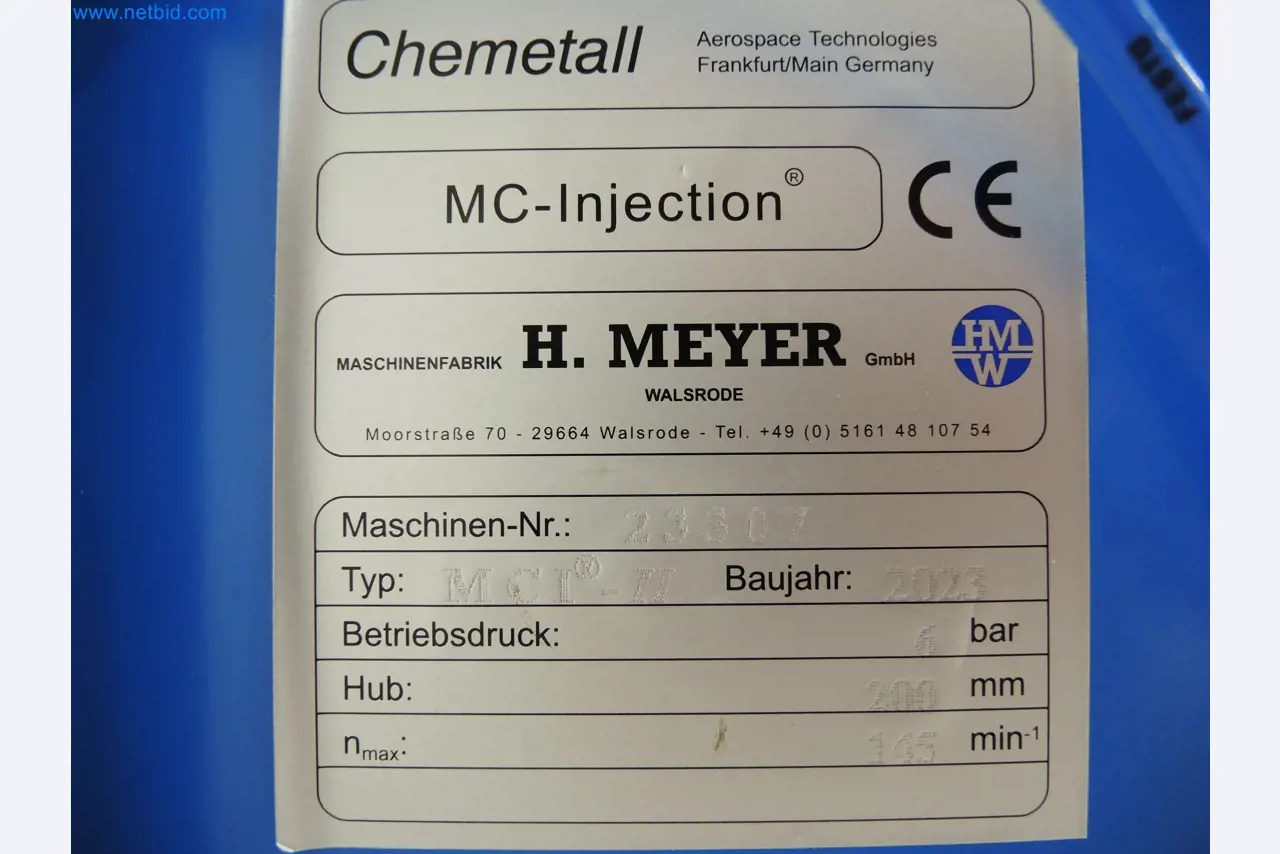 www.netbid.com
Chemetall
Aerospace Technologies
Frankfurt/Main Germany
FESTO
MC-Injection®
CE
MASCHINENFABRIK H. MEYER GmbH
WALSRODE
HMW
Moorstraße 70 - 29664 Walsrode - Tel. +49 (0) 5161 48 107 54
Maschinen-Nr.: 23307
Typ: MCI®-II Baujahr: 2023
Betriebsdruck: 6 bar
Hub: 200 mm
nmax: 145 min-1